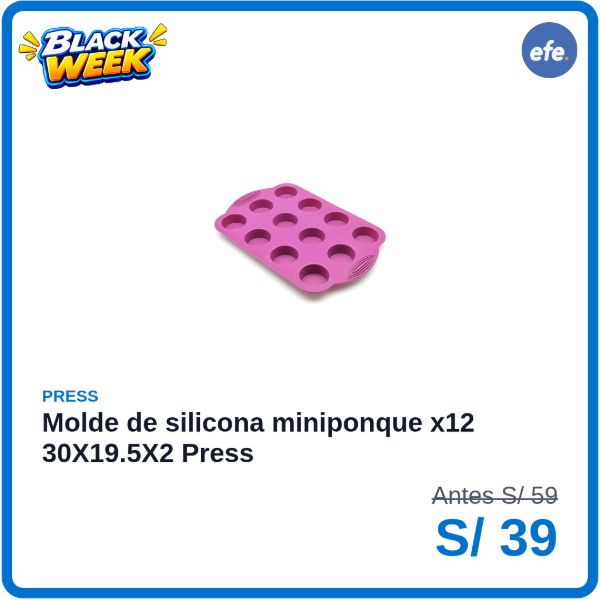 BLACK
WEEK
efe.
PRESS
Molde de silicona miniponque x12
30X19.5X2 Press
Antes S/ 59
S/ 39